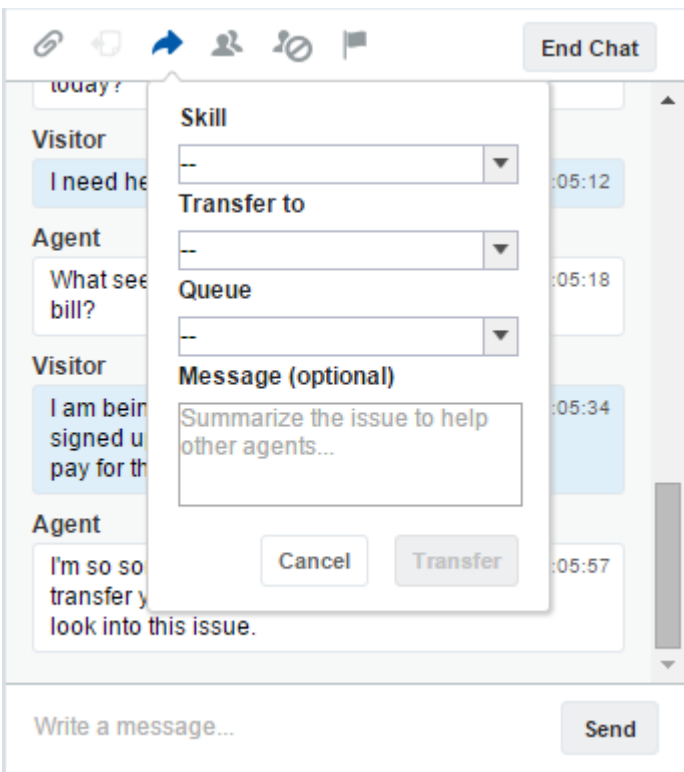 End Chat
today?
Visitor
I need he
:05:12
Agent
What see
:05:18
bill?
Visitor
I am bein
:05:34
signed u
pay for th
Agent
I'm so so
:05:57
transfer y
look into this issue.
Skill
--
Transfer to
--
Queue
--
Message (optional)
Summarize the issue to help
other agents...
Cancel
Transfer
Write a message...
Send